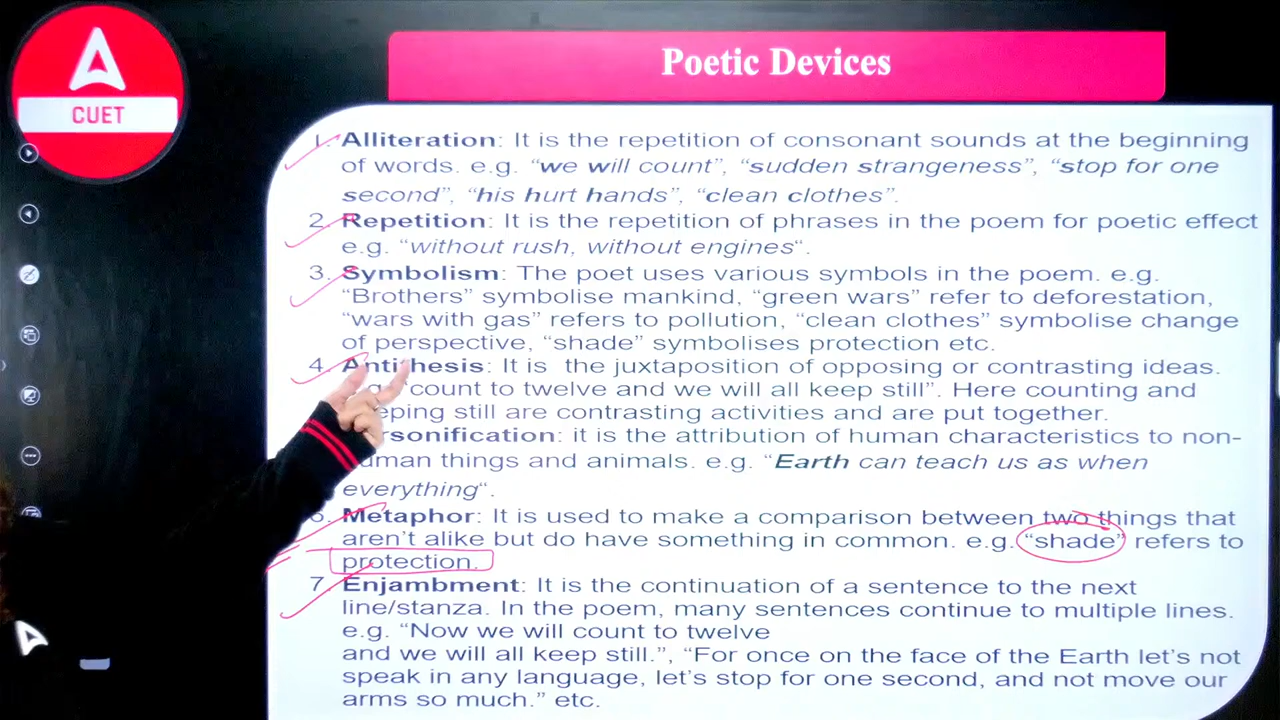 CUET
Poetic Devices
1. Alliteration: It is the repetition of consonant sounds at the beginning
of words. e.g. “we will count”, “sudden strangeness”, “stop for one
second”, “his hurt hands”, “clean clothes”.
2. Repetition: It is the repetition of phrases in the poem for poetic effect
e.g. “without rush, without engines“.
3. Symbolism: The poet uses various symbols in the poem. e.g.
“Brothers” symbolise mankind, “green wars” refer to deforestation,
“wars with gas” refers to pollution, “clean clothes” symbolise change
of perspective, “shade” symbolises protection etc.
4. Antithesis: It is the juxtaposition of opposing or contrasting ideas.
“count to twelve and we will all keep still”. Here counting and
still are contrasting activities and are put together.
it is the attribution of human characteristics to non-
things and animals. e.g. “Earth can teach us as when
everything“.
6. Metaphor: It is used to make a comparison between two things that
aren’t alike but do have something in common. e.g. “shade” refers to
protection.
7. Enjambment: It is the continuation of a sentence to the next
line/stanza. In the poem, many sentences continue to multiple lines.
e.g. “Now we will count to twelve
and we will all keep still.”, “For once on the face of the Earth let’s not
speak in any language, let’s stop for one second, and not move our
arms so much.” etc.